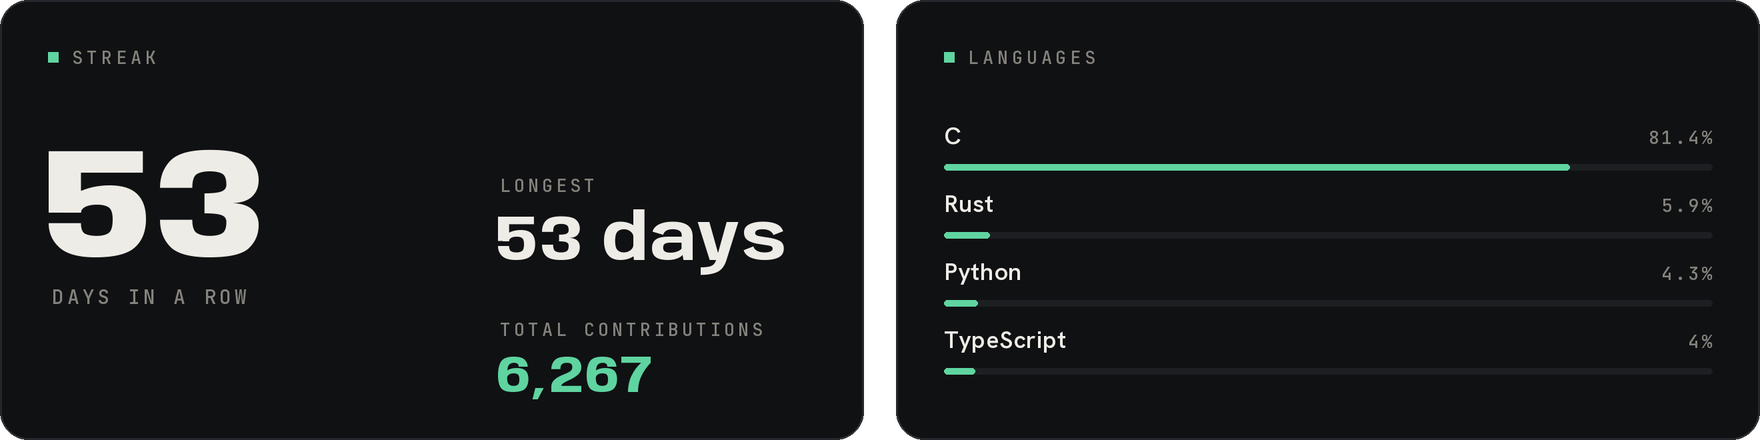 STREAK
53
DAYS IN A ROW
LONGEST
53 days
TOTAL CONTRIBUTIONS
6,267
LANGUAGES
C 81.4%
Rust 5.9%
Python 4.3%
TypeScript 4%